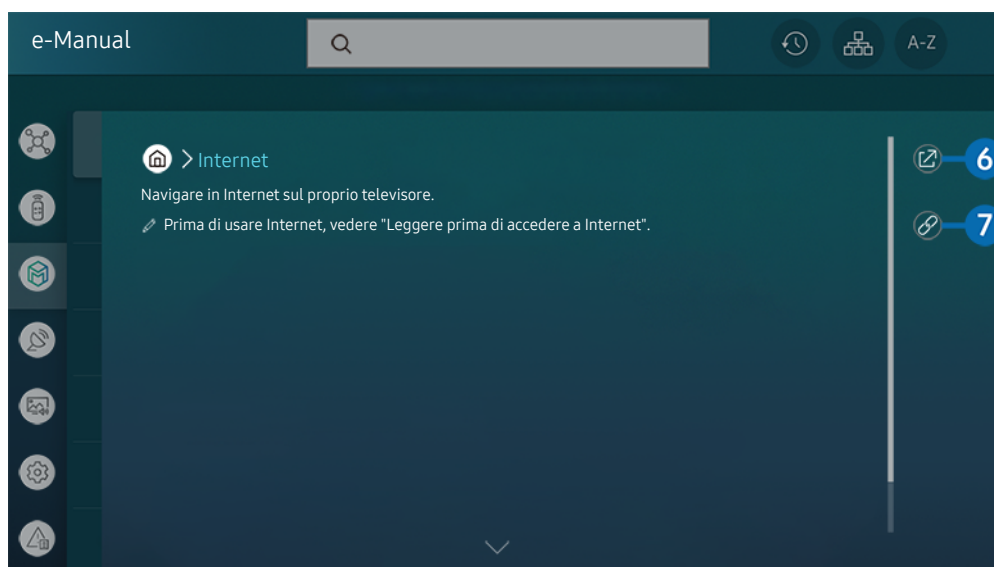 e-Manual
A-Z
> Internet
6
Navigare in Internet sul proprio televisore.
Prima di usare Internet, vedere "Leggere prima di accedere a Internet".
7